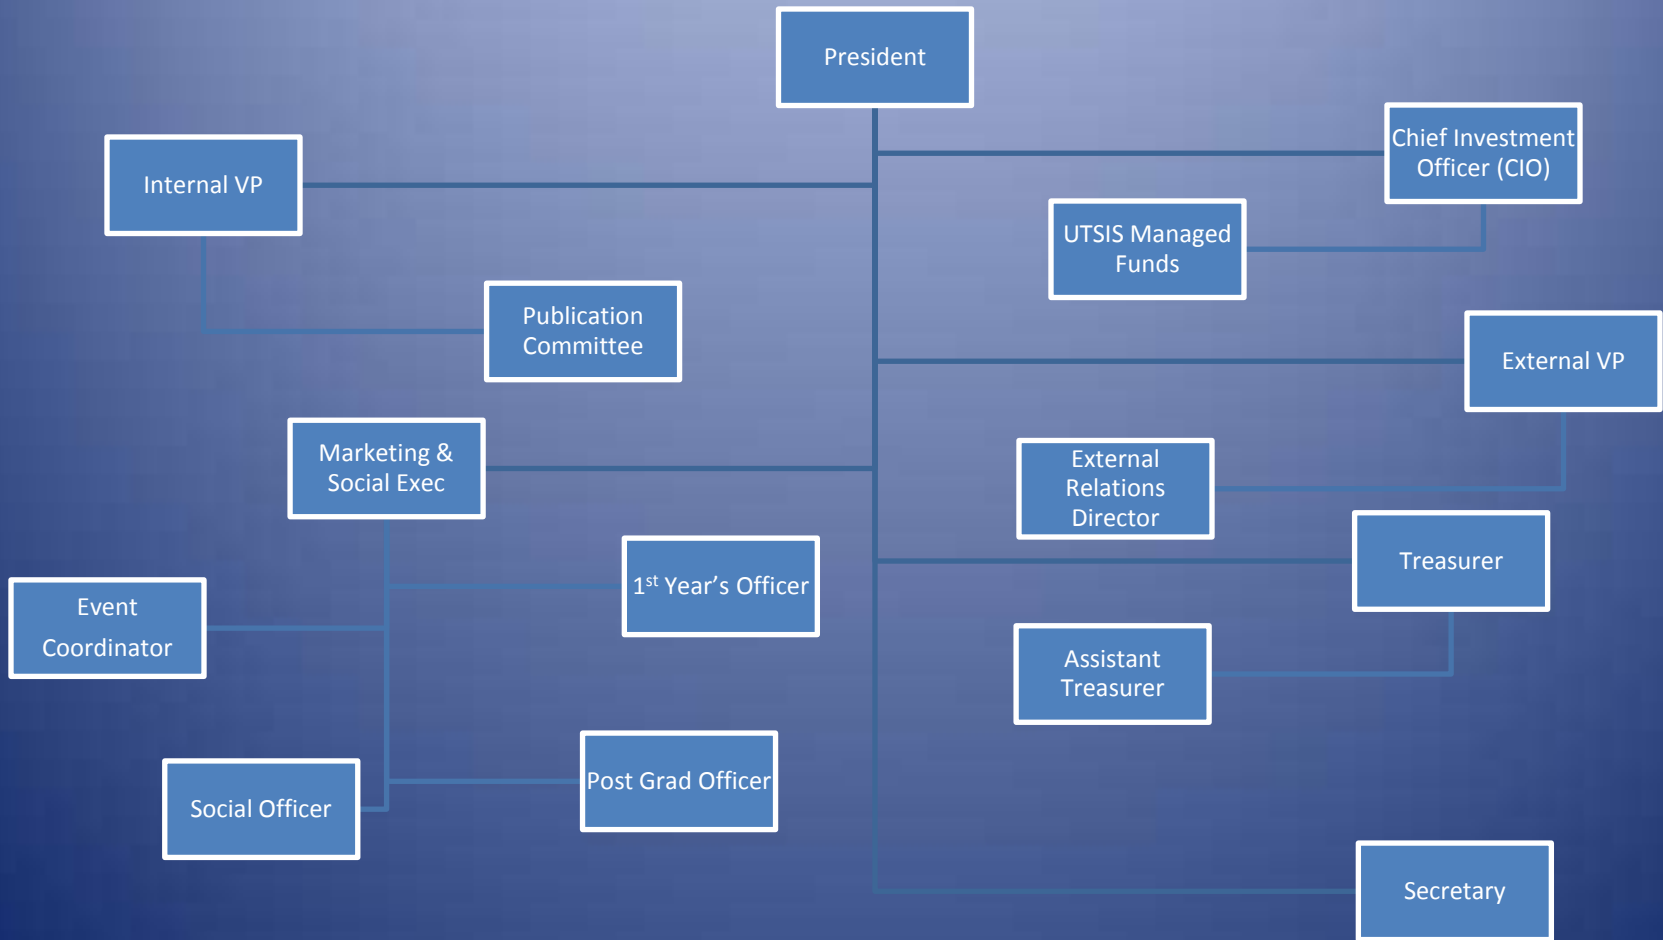 President
Chief Investment
Officer (CIO)
Internal VP
UTSIS Managed
Funds
Publication
Committee
External VP
Marketing &
Social Exec
External
Relations
Director
Treasurer
1st Year’s Officer
Event
Coordinator
Assistant
Treasurer
Post Grad Officer
Social Officer
Secretary